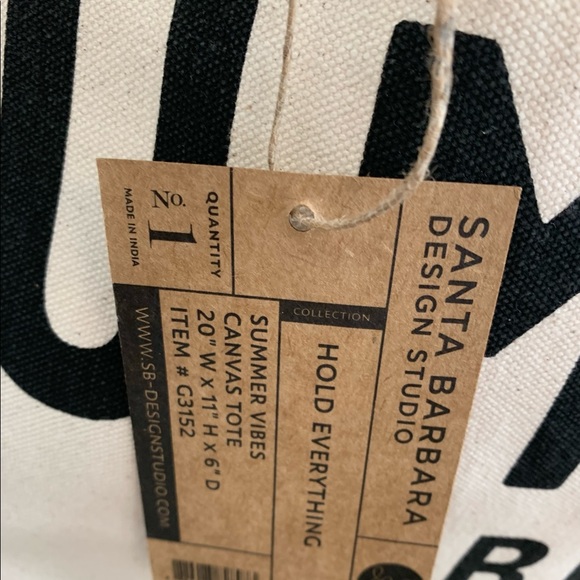 SANTA BARBARA
DESIGN STUDIO
COLLECTION
HOLD EVERYTHING
QUANTITY
No. 1
MADE IN INDIA
SUMMER VIBES
CANVAS TOTE
20" W X 11" H X 6" D
ITEM # G3152
WWW.SB-DESIGNSTUDIO.COM